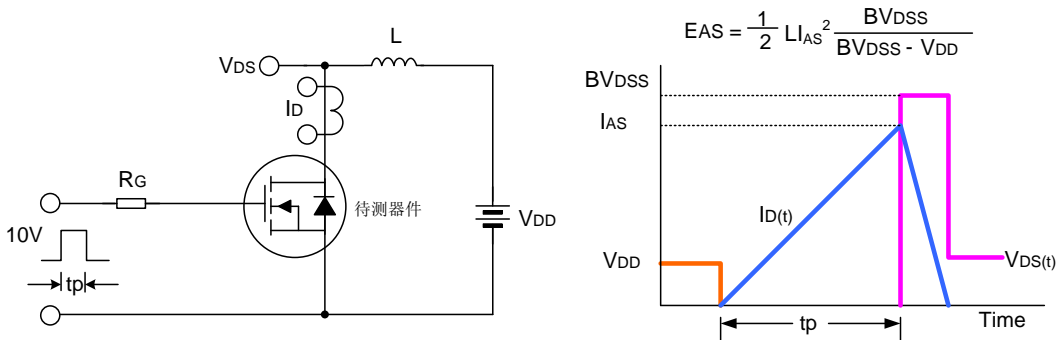 VDS
L
ID
RG
待测器件
VDD
10V
tp
EAS = 1/2 LIAS² BVDSS/(BVDSS - VDD)
BVDSS
IAS
ID(t)
VDD
VDS(t)
tp
Time